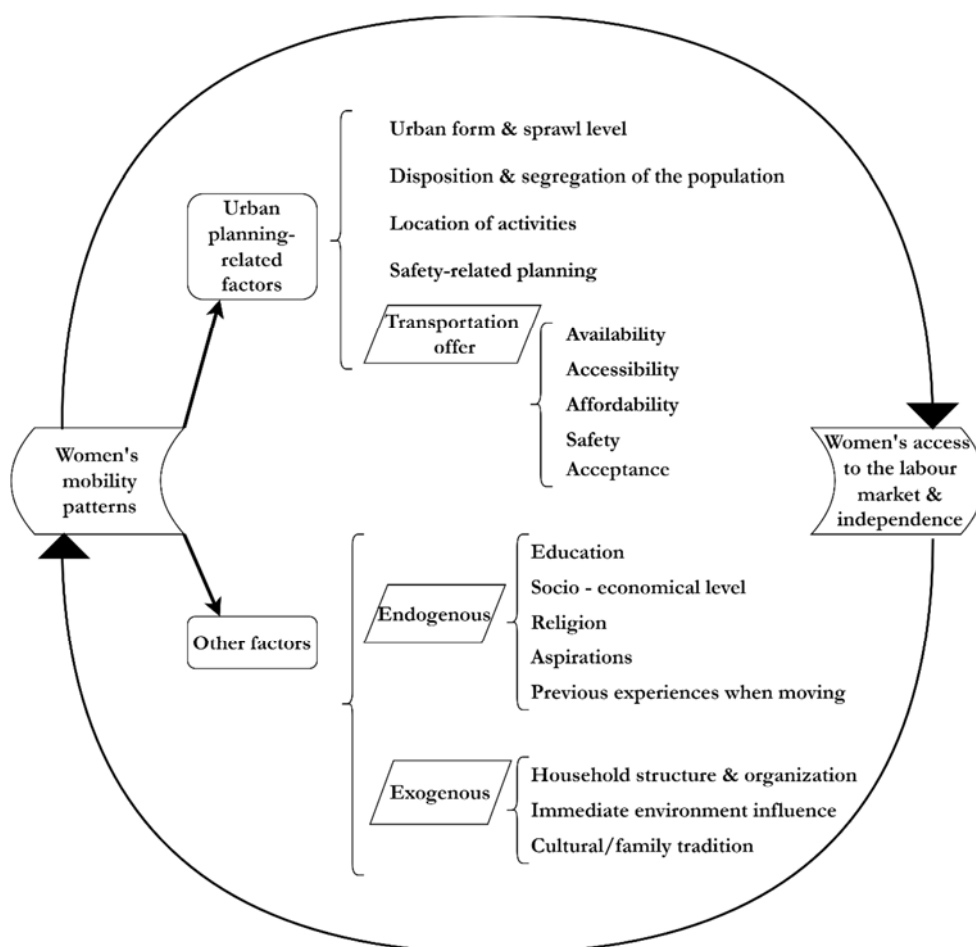 Urban form & sprawl level
Disposition & segregation of the population
Urban
planning-
related
factors
Location of activities
Safety-related planning
Transportation
offer
Availability
Accessibility
Affordability
Safety
Acceptance
Women's
mobility
patterns
Women's access
to the labour
market &
independence
Other factors
Endogenous
Education
Socio - economical level
Religion
Aspirations
Previous experiences when moving
Exogenous
Household structure & organization
Immediate environment influence
Cultural/family tradition